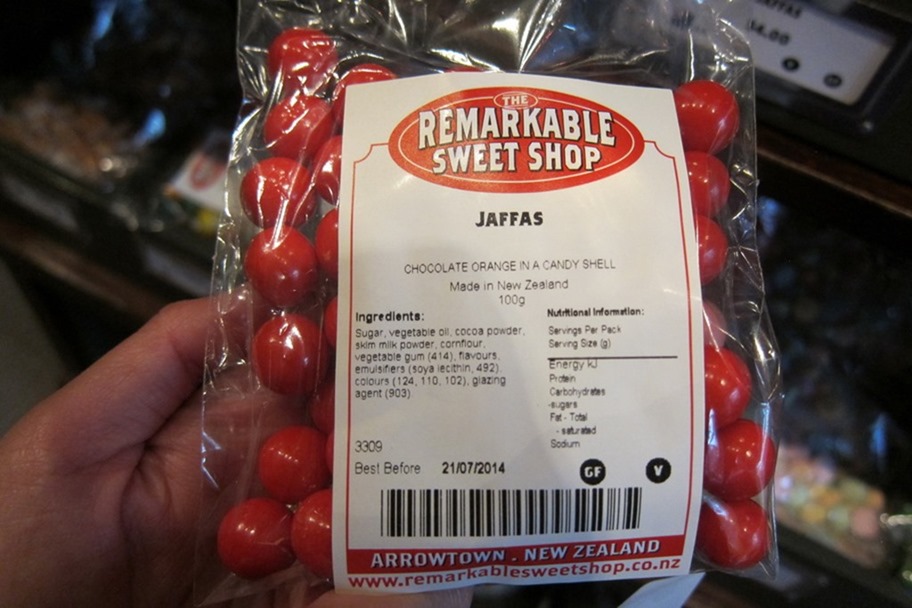 THE
REMARKABLE
SWEET SHOP
JAFFAS
CHOCOLATE ORANGE IN A CANDY SHELL
Made in New Zealand
100g
Ingredients:
Sugar, vegetable oil, cocoa powder,
skim milk powder, cornflour,
vegetable gum (414), flavours,
emulsifiers (soya lecithin, 492),
colours (124, 110, 102), glazing
agent (903)
Nutritional Information:
Servings Per Pack
Serving Size (g)
Energy kJ
Protein
Carbohydrates
-sugars
Fat - Total
- saturated
Sodium
3309
Best Before 21/07/2014
GF V
ARROWTOWN . NEW ZEALAND
www.remarkablesweetshop.co.nz